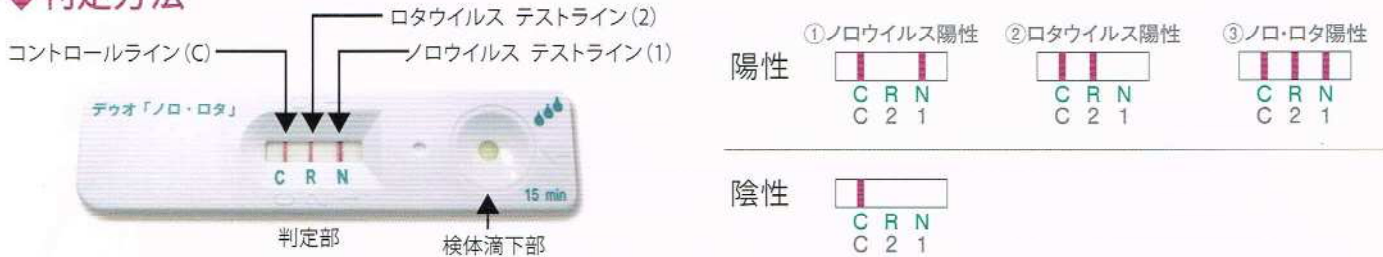 ◆判定方法
ロタウイルス テストライン(2)
コントロールライン(C)
ノロウイルス テストライン(1)
デュオ「ノロ・ロタ」
C R N
C 2 1
15 min
判定部
検体滴下部
陽性
①ノロウイルス陽性
C R N
C 2 1
②ロタウイルス陽性
C R N
C 2 1
③ノロ・ロタ陽性
C R N
C 2 1
陰性
C R N
C 2 1